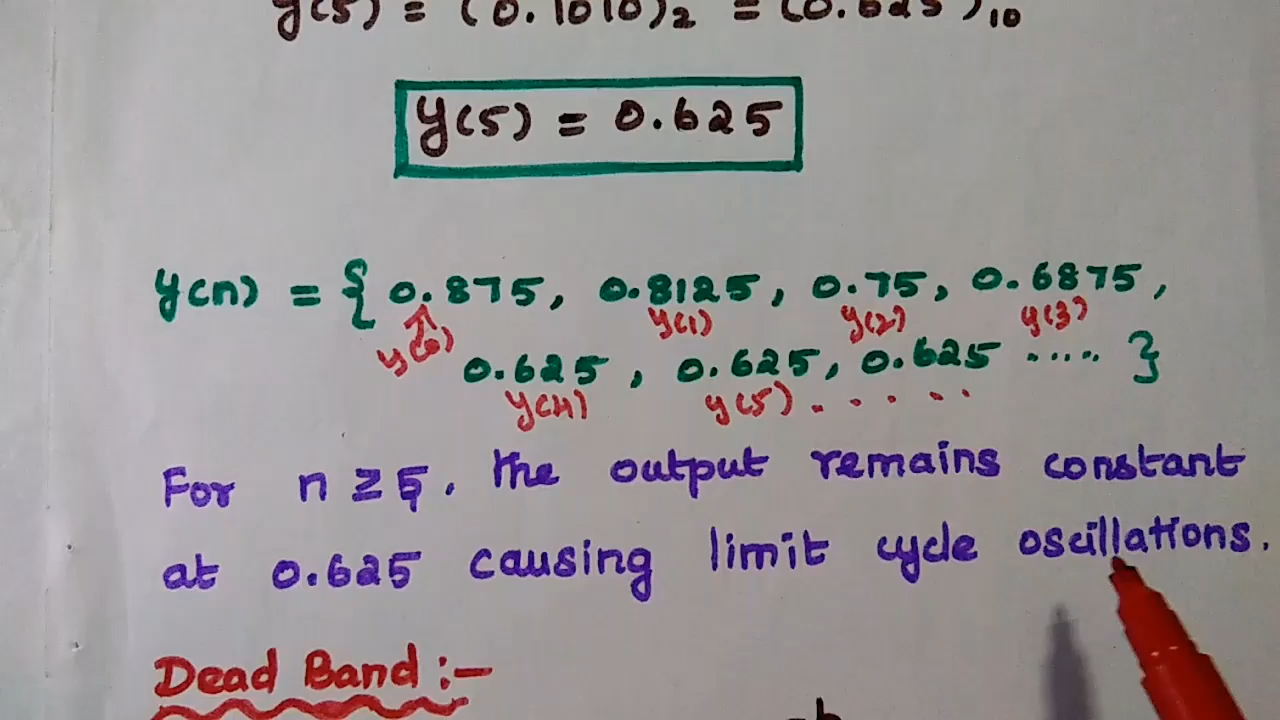 y(5) = (0.1010)₂ = (0.625)₁₀
y(5) = 0.625
y(n) = { 0.875, 0.8125, 0.75, 0.6875,
y(0) y(1) y(2) y(3)
0.625, 0.625, 0.625 ..... }
y(4) y(5) . . . . .
For n ≥ 5, the output remains constant
at 0.625 causing limit cycle oscillations.
Dead Band :-